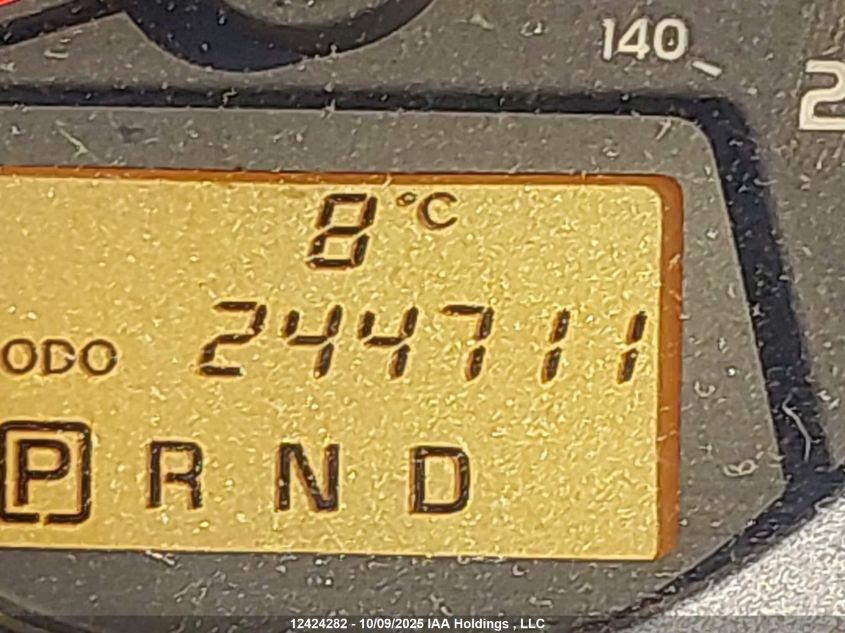 140
2
8 °C
ODO 244711
P R N D
12424282 - 10/09/2025 IAA Holdings , LLC